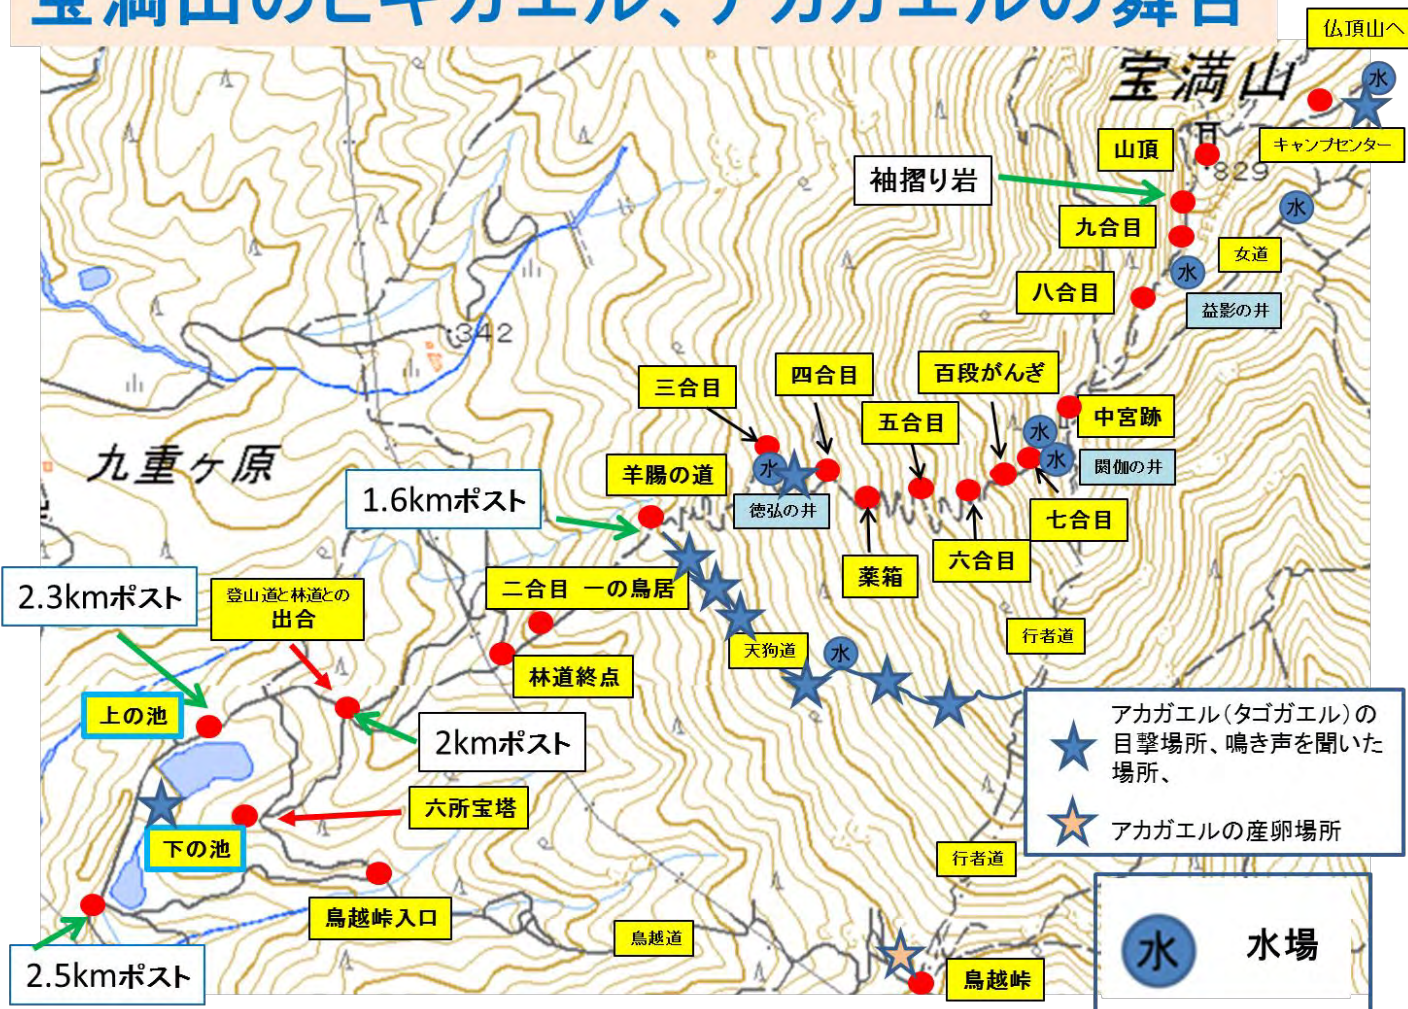 宝満山のヒキガエル、アカガエルの舞台
仏頂山へ
宝満山
水
キャンプセンター
山頂
829
袖摺り岩
水
九合目
女道
水
八合目
益影の井
342
三合目
四合目
百段がんぎ
五合目
中宮跡
水
水
閼伽の井
九重ヶ原
羊腸の道
水
徳弘の井
1.6kmポスト
七合目
六合目
薬箱
二合目 一の鳥居
2.3kmポスト
登山道と林道との
出合
天狗道
水
行者道
林道終点
上の池
2kmポスト
アカガエル(タゴガエル)の
目撃場所、鳴き声を聞いた
場所、
アカガエルの産卵場所
六所宝塔
下の池
行者道
鳥越峠入口
鳥越道
水 水場
2.5kmポスト
鳥越峠